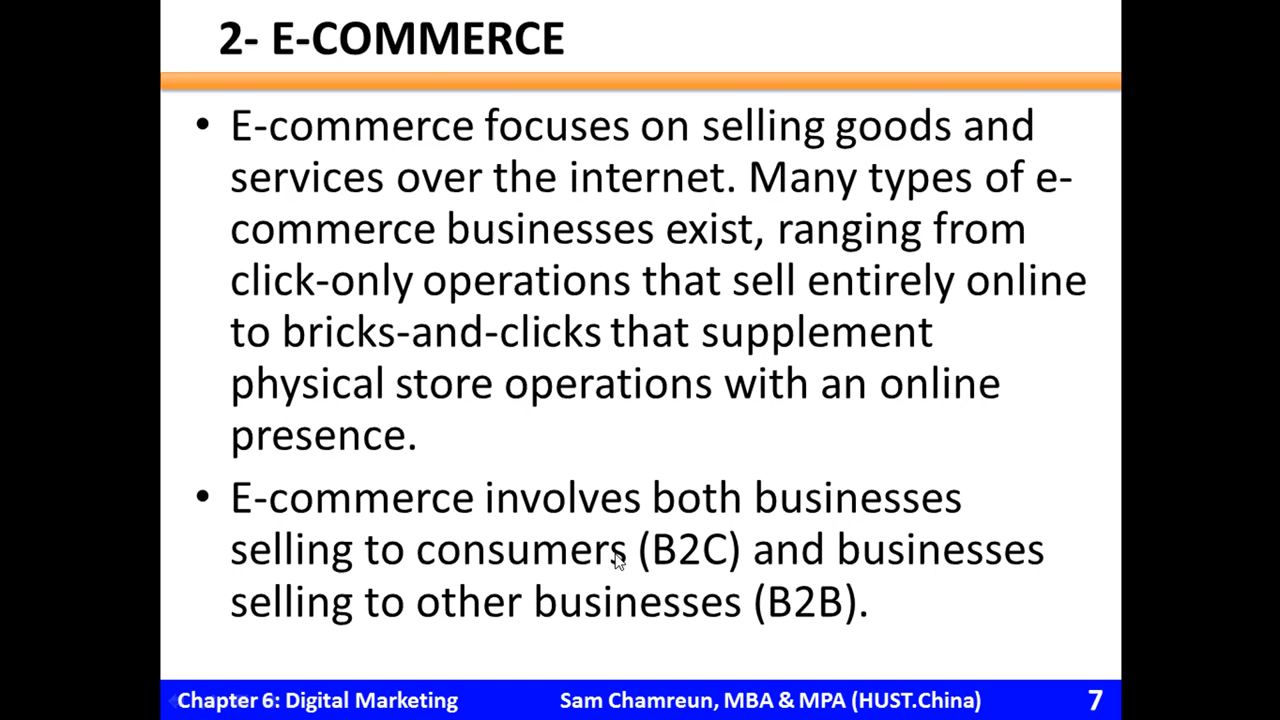 2- E-COMMERCE
• E-commerce focuses on selling goods and
services over the internet. Many types of e-
commerce businesses exist, ranging from
click-only operations that sell entirely online
to bricks-and-clicks that supplement
physical store operations with an online
presence.
• E-commerce involves both businesses
selling to consumers (B2C) and businesses
selling to other businesses (B2B).
Chapter 6: Digital Marketing Sam Chamreun, MBA & MPA (HUST.China) 7